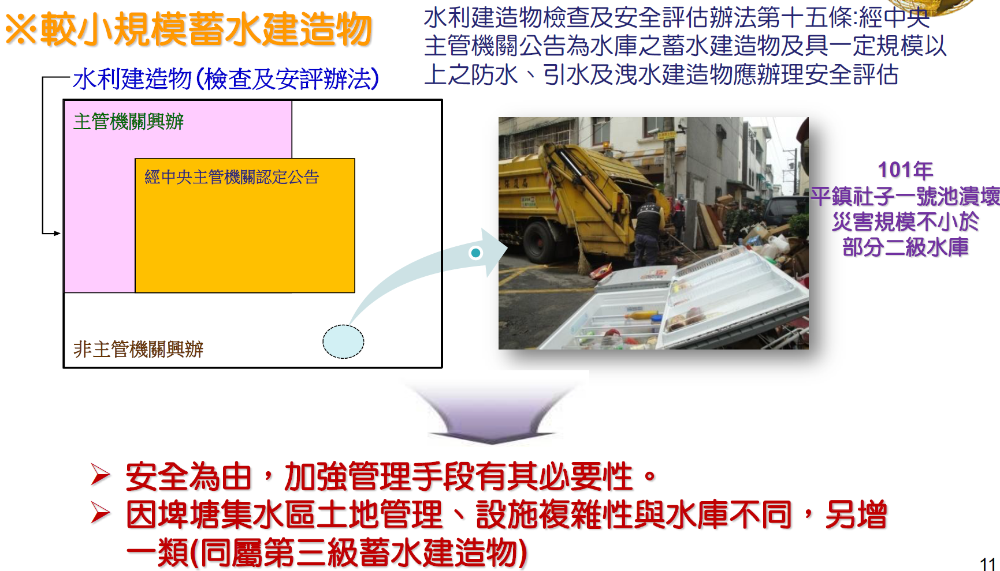 ※較小規模蓄水建造物
水利建造物檢查及安全評估辦法第十五條:經中央
主管機關公告為水庫之蓄水建造物及具一定規模以
上之防水、引水及洩水建造物應辦理安全評估
水利建造物(檢查及安評辦法)
主管機關興辦
經中央主管機關認定公告
非主管機關興辦
101年
平鎮社子一號池潰壞
災害規模不小於
部分二級水庫
➢ 安全為由，加強管理手段有其必要性。
➢ 因埤塘集水區土地管理、設施複雜性與水庫不同，另增
一類(同屬第三級蓄水建造物)
11